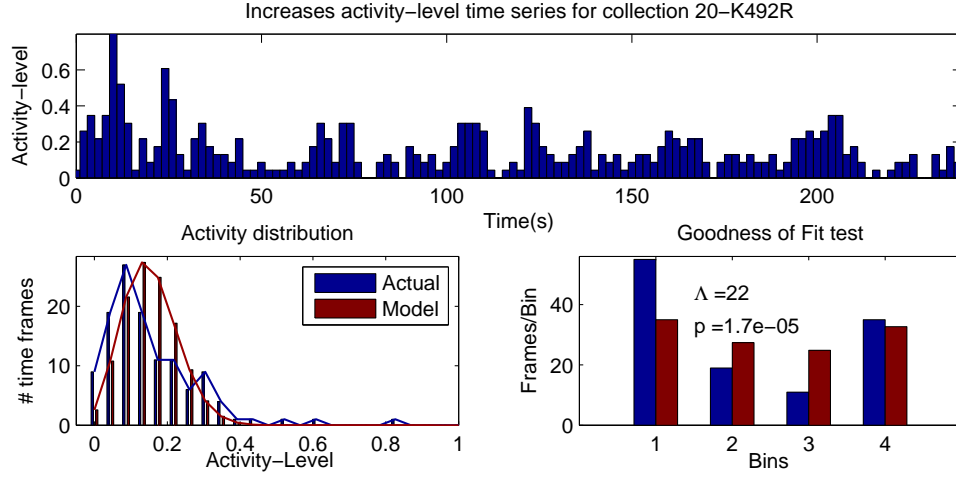 Increases activity−level time series for collection 20−K492R
Activity−level
0.6
0.4
0.2
0
0 50 100 150 200
Time(s)
Activity distribution
# time frames
20
10
0
Actual
Model
0 0.2 0.4 0.6 0.8 1
Activity−Level
Goodness of Fit test
Frames/Bin
40
20
0
Λ =22
p =1.7e−05
1 2 3 4
Bins